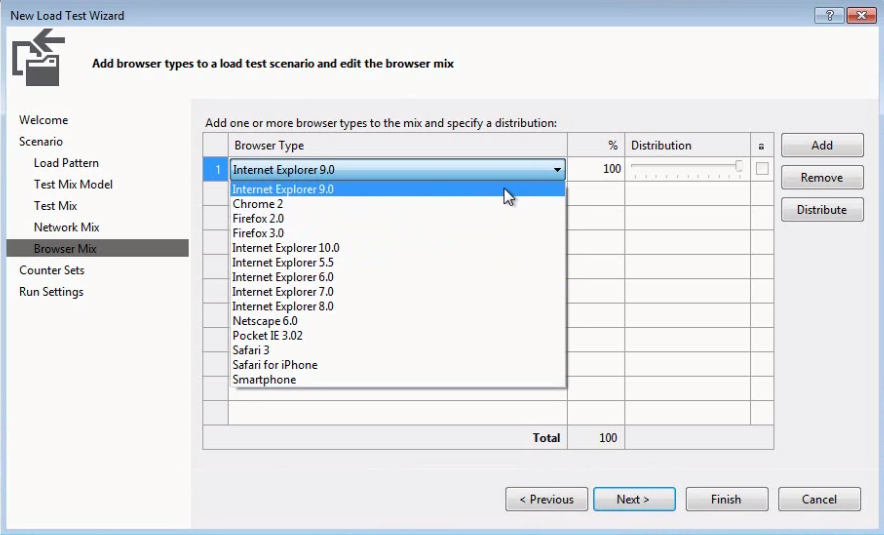 New Load Test Wizard
?
Add browser types to a load test scenario and edit the browser mix
Welcome
Scenario
Load Pattern
Test Mix Model
Test Mix
Network Mix
Browser Mix
Counter Sets
Run Settings
Add one or more browser types to the mix and specify a distribution:
Browser Type % Distribution
1 Internet Explorer 9.0 100
Internet Explorer 9.0
Chrome 2
Firefox 2.0
Firefox 3.0
Internet Explorer 10.0
Internet Explorer 5.5
Internet Explorer 6.0
Internet Explorer 7.0
Internet Explorer 8.0
Netscape 6.0
Pocket IE 3.02
Safari 3
Safari for iPhone
Smartphone
Total 100
Add
Remove
Distribute
< Previous
Next >
Finish
Cancel